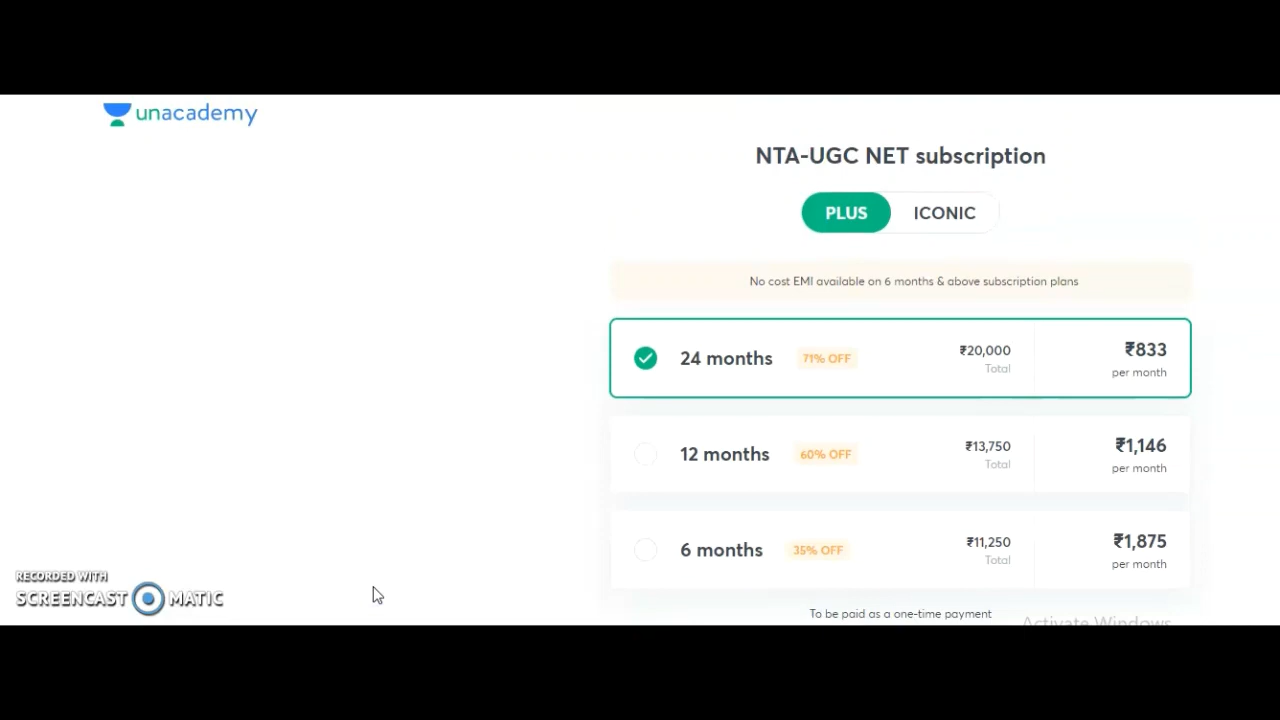 unacademy
NTA-UGC NET subscription
PLUS ICONIC
No cost EMI available on 6 months & above subscription plans
24 months 71% OFF ₹20,000 Total ₹833 per month
12 months 60% OFF ₹13,750 Total ₹1,146 per month
6 months 35% OFF ₹11,250 Total ₹1,875 per month
To be paid as a one-time payment
Activate Windows
RECORDED WITH
SCREENCAST MATIC